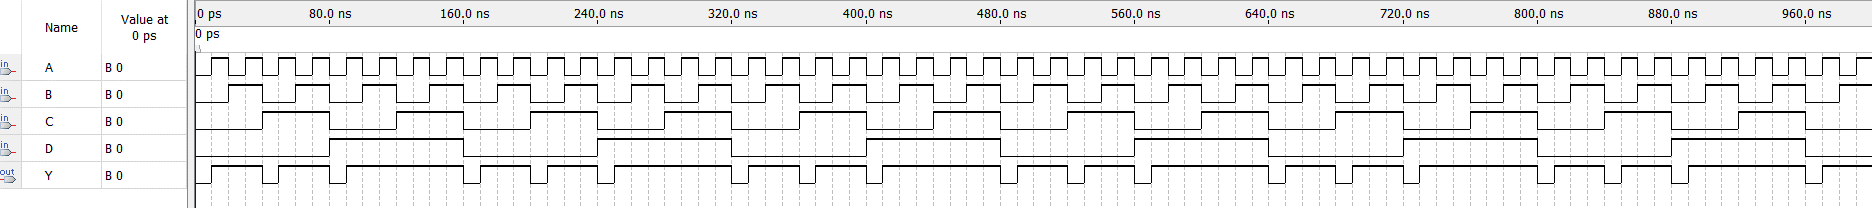 Name Value at 0 ps
0 ps 80.0 ns 160.0 ns 240.0 ns 320.0 ns 400.0 ns 480.0 ns 560.0 ns 640.0 ns 720.0 ns 800.0 ns 880.0 ns 960.0 ns
0 ps
in A B 0
in B B 0
in C B 0
in D B 0
out Y B 0